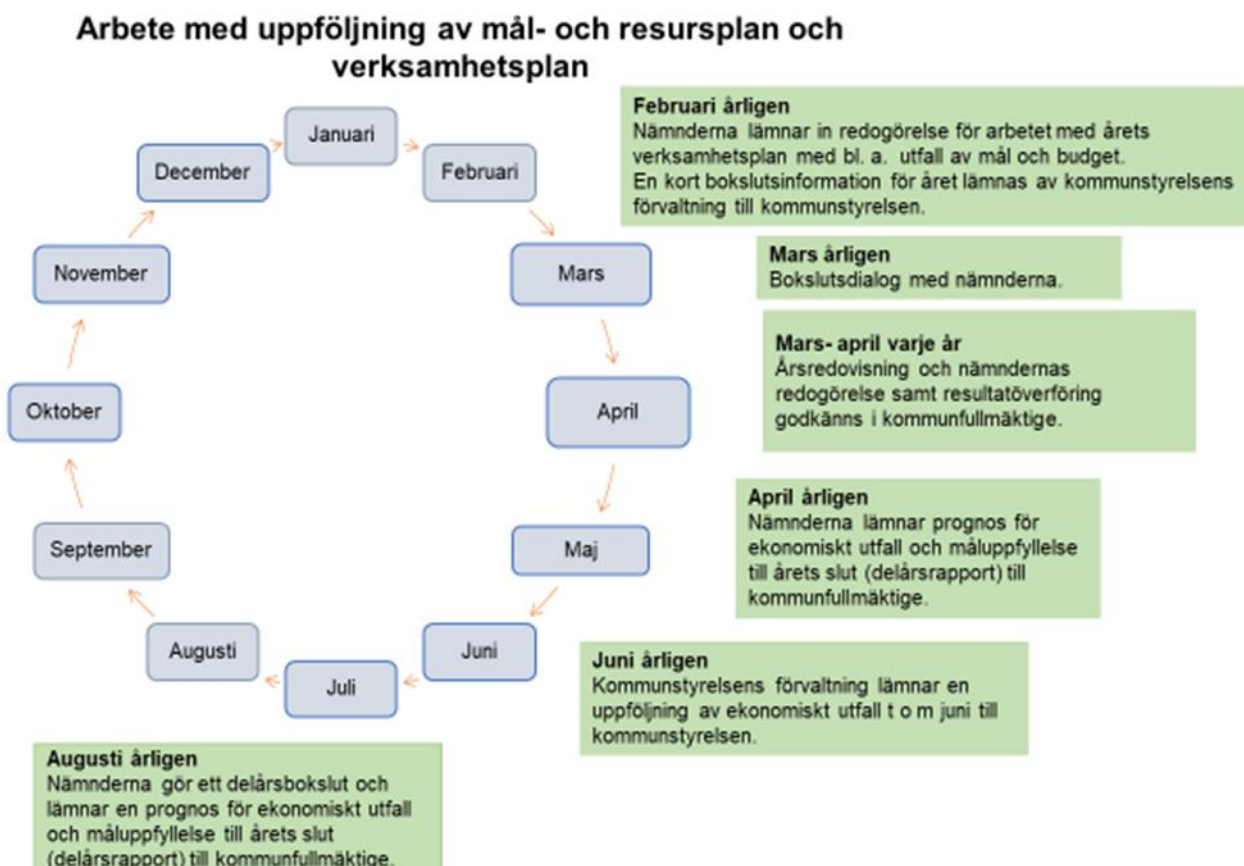 Arbete med uppföljning av mål- och resursplan och
verksamhetsplan
Januari
Februari
Mars
April
Maj
Juni
Juli
Augusti
September
Oktober
November
December
Februari årligen
Nämnderna lämnar in redogörelse för arbetet med årets
verksamhetsplan med bl. a. utfall av mål och budget.
En kort bokslutsinformation för året lämnas av kommunstyrelsens
förvaltning till kommunstyrelsen.
Mars årligen
Bokslutsdialog med nämnderna.
Mars- april varje år
Årsredovisning och nämndernas
redogörelse samt resultatöverföring
godkänns i kommunfullmäktige.
April årligen
Nämnderna lämnar prognos för
ekonomiskt utfall och måluppfyllelse
till årets slut (delårsrapport) till
kommunfullmäktige.
Juni årligen
Kommunstyrelsens förvaltning lämnar en
uppföljning av ekonomiskt utfall t o m juni till
kommunstyrelsen.
Augusti årligen
Nämnderna gör ett delårsbokslut och
lämnar en prognos för ekonomiskt utfall
och måluppfyllelse till årets slut
(delårsrapport) till kommunfullmäktige.